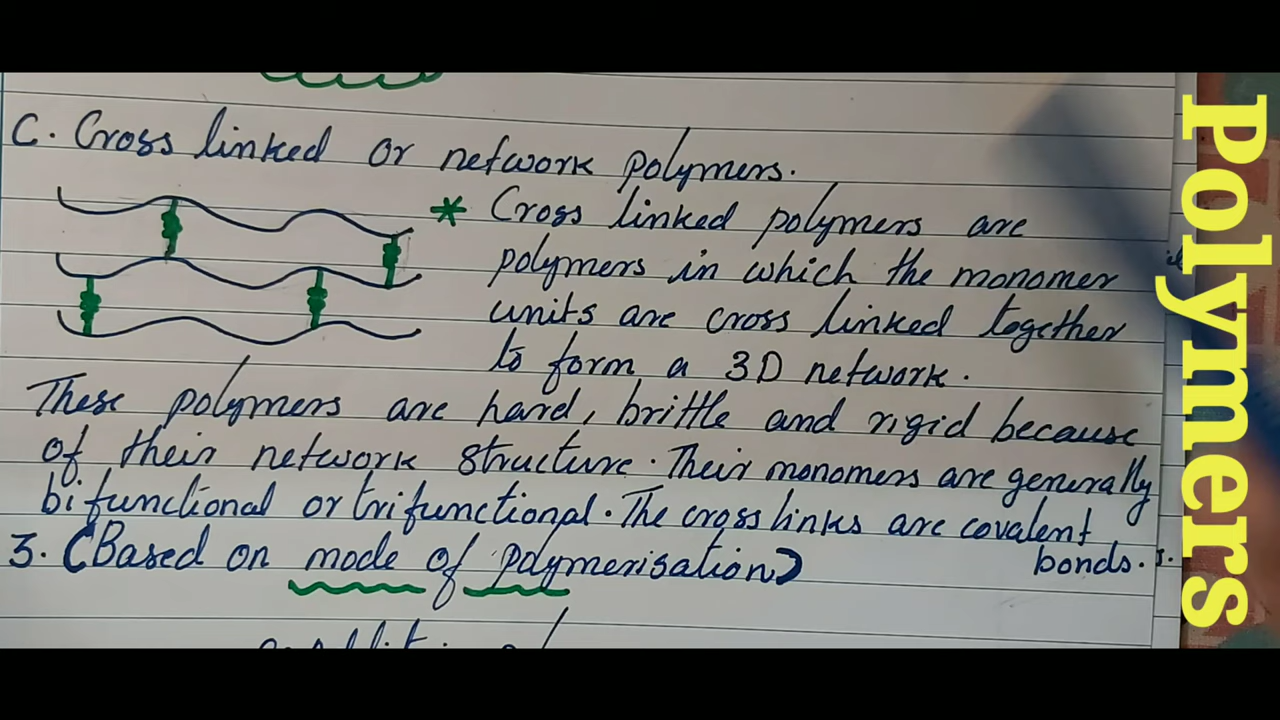 C. Cross linked or network polymers.
* Cross linked polymers are
polymers in which the monomer
units are cross linked together
to form a 3D network.
These polymers are hard, brittle and rigid because
of their network structure. Their monomers are generally
bifunctional or trifunctional. The cross links are covalent
bonds.
3. (Based on mode of polymerisation)
Polymers